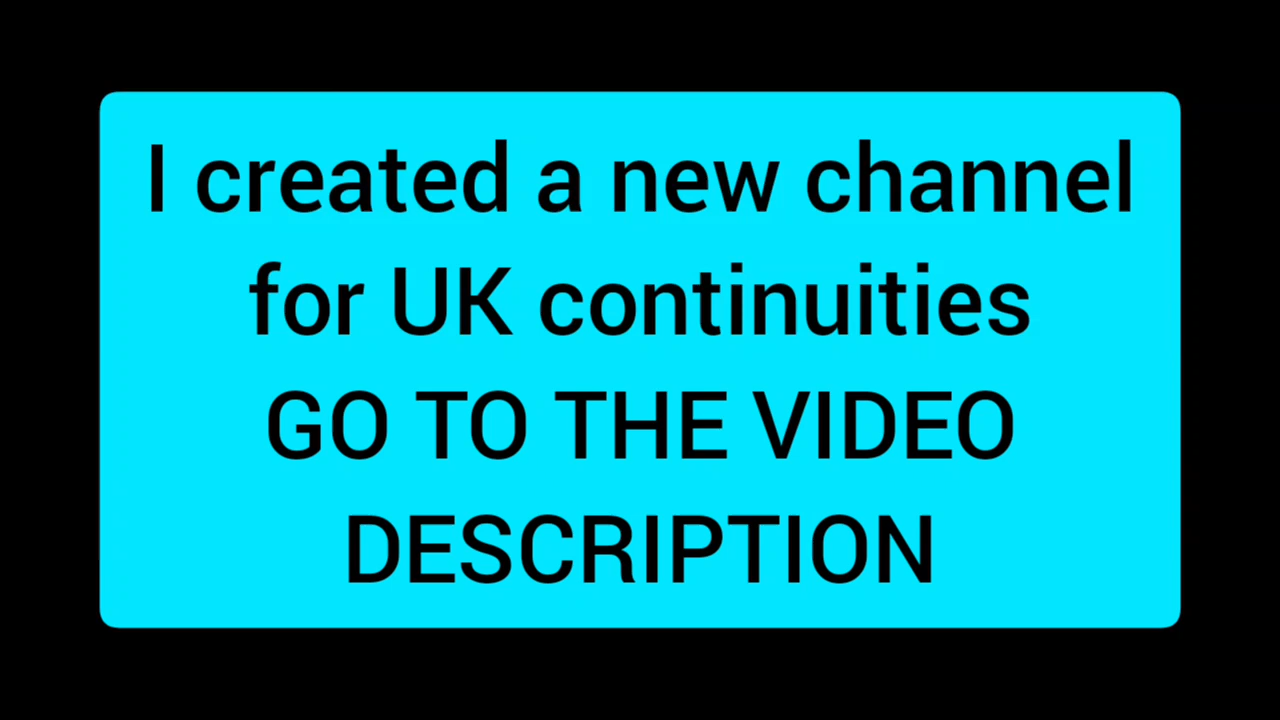 I created a new channel
for UK continuities
GO TO THE VIDEO
DESCRIPTION